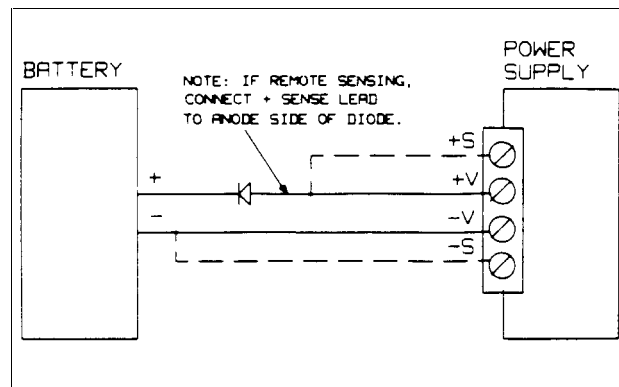 POWER
SUPPLY
BATTERY
NOTE: IF REMOTE SENSING,
CONNECT + SENSE LEAD
TO ANODE SIDE OF DIODE.
+S
+
+V
-
-V
-S